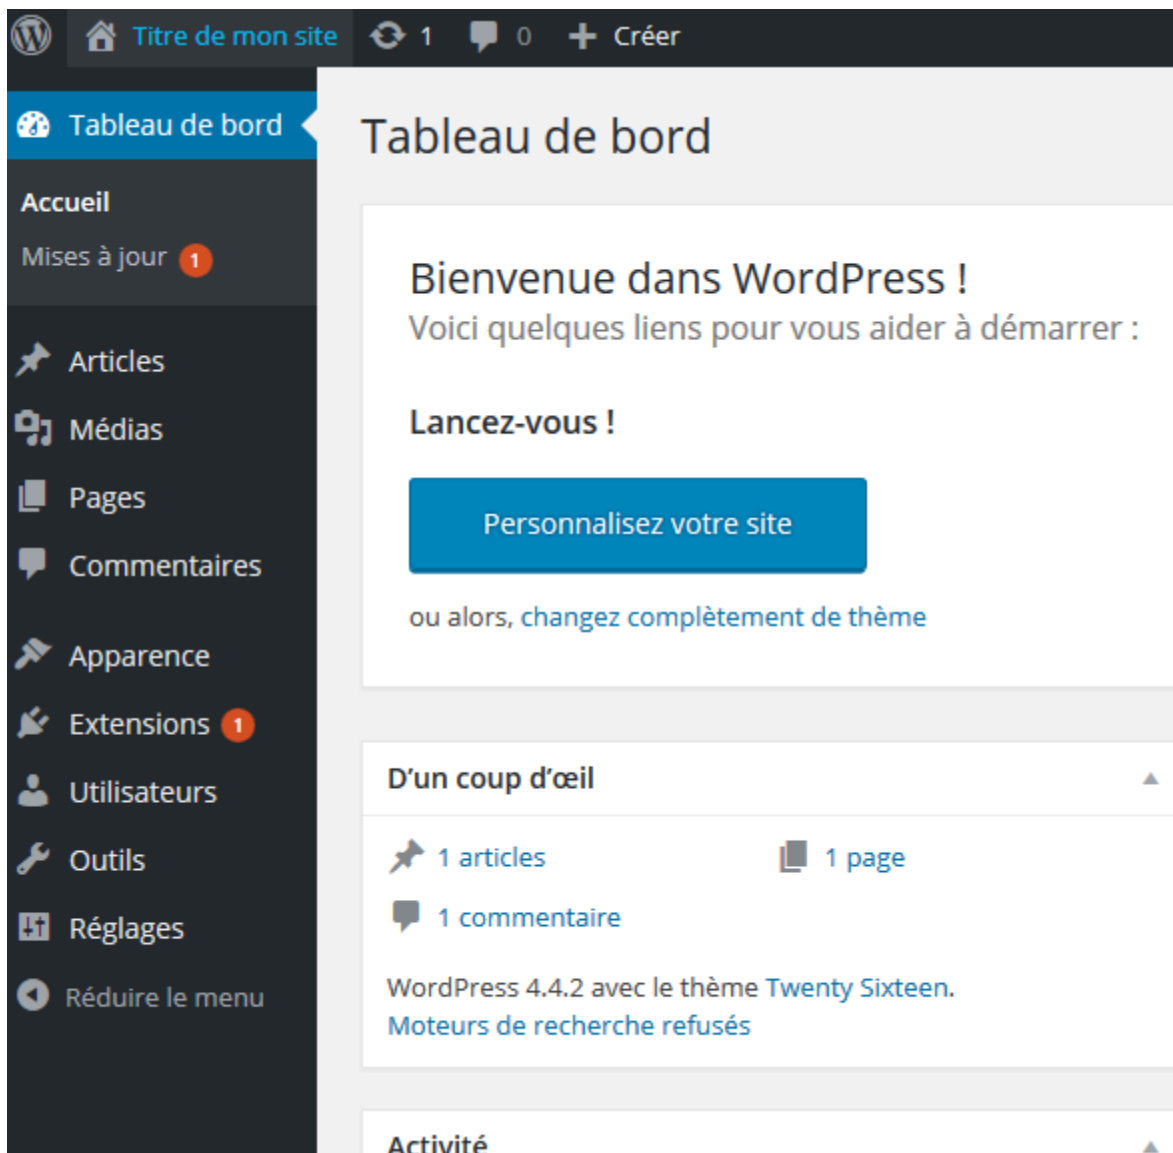 Titre de mon site 1 0 + Créer
Tableau de bord
Accueil
Mises à jour 1
Articles
Médias
Pages
Commentaires
Apparence
Extensions 1
Utilisateurs
Outils
Réglages
Réduire le menu
Tableau de bord
Bienvenue dans WordPress !
Voici quelques liens pour vous aider à démarrer :
Lancez-vous !
Personnalisez votre site
ou alors, changez complètement de thème
D’un coup d’œil
1 articles 1 page
1 commentaire
WordPress 4.4.2 avec le thème Twenty Sixteen.
Moteurs de recherche refusés
Activité